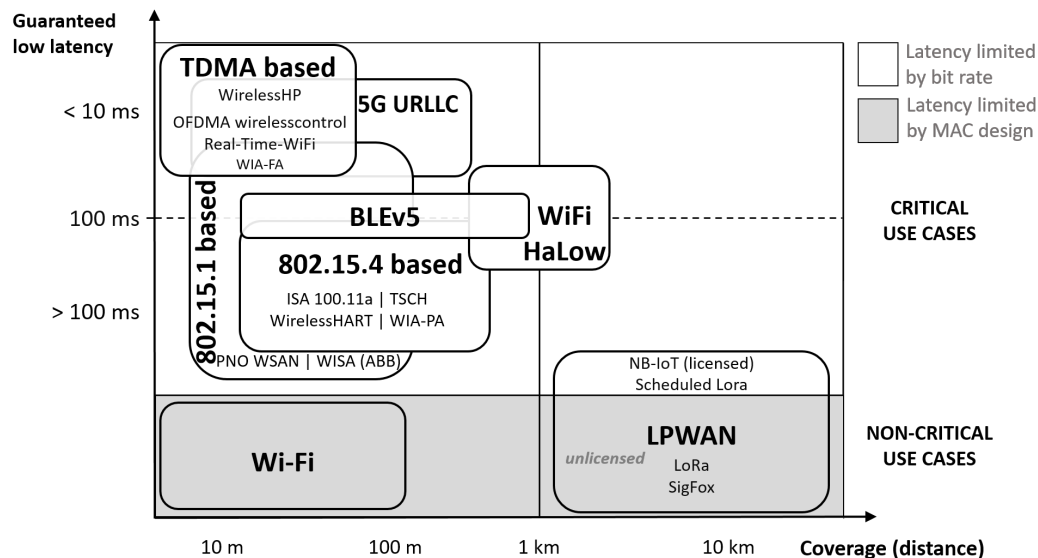 Guaranteed
low latency
TDMA based
WirelessHP
OFDMA wirelesscontrol
Real-Time-WiFi
WIA-FA
5G URLLC
Latency limited
by bit rate
Latency limited
by MAC design
< 10 ms
100 ms
> 100 ms
802.15.1 based
BLEv5
WiFi
HaLow
CRITICAL
USE CASES
802.15.4 based
ISA 100.11a | TSCH
WirelessHART | WIA-PA
PNO WSAN | WISA (ABB)
NB-IoT (licensed)
Scheduled Lora
LPWAN
unlicensed
LoRa
SigFox
Wi-Fi
NON-CRITICAL
USE CASES
10 m
100 m
1 km
10 km
Coverage (distance)